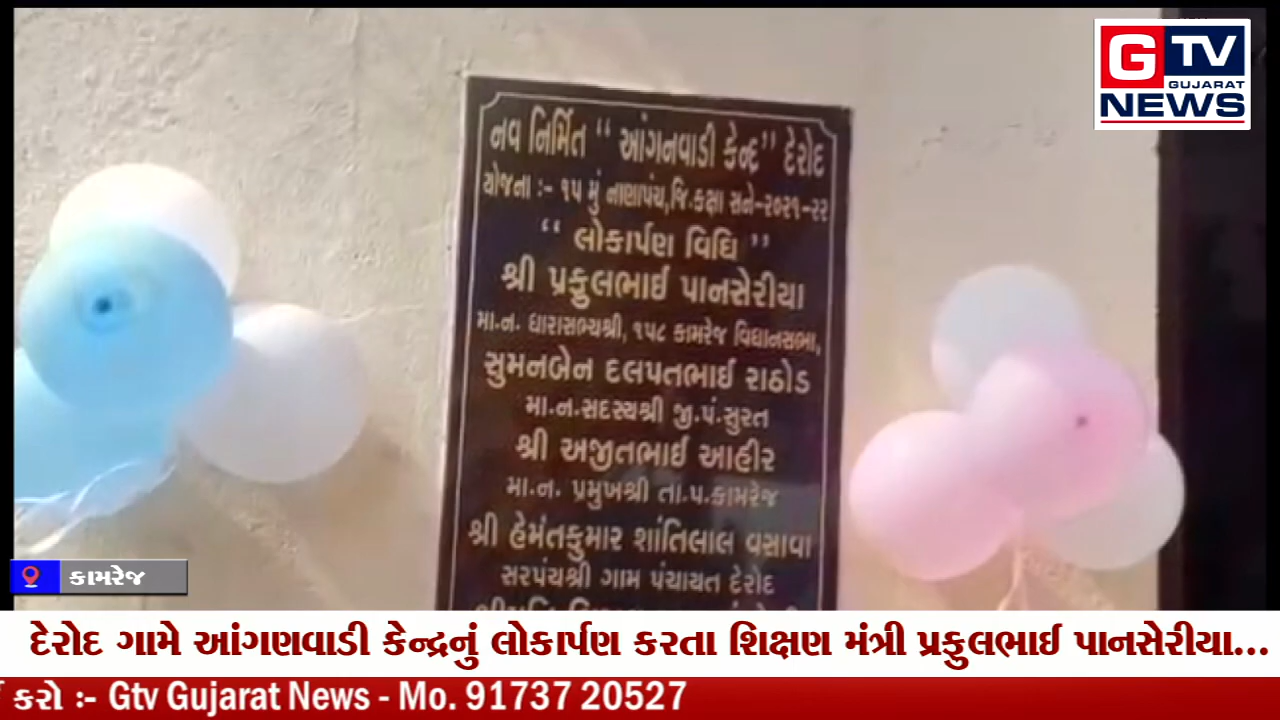 G TV
GUJARAT
NEWS
નવ નિર્મિત “ આંગનવાડી કેન્દ્ર” દેરોદ
યોજના :- ૧૫ મું નાણાપંચ,જિ.કક્ષા સને-૨૦૨૧-૨૨
“ લોકાર્પણ વિધિ ”
શ્રી પ્રફુલભાઈ પાનસેરીયા
મા.ન. ધારાસભ્યશ્રી, ૧૫૮ કામરેજ વિધાનસભા,
સુમનબેન દલપતભાઈ રાઠોડ
મા.ન.સદસ્યશ્રી જી.પં.સુરત
શ્રી અજીતભાઈ આહીર
મા.ન. પ્રમુખશ્રી તા.પ.કામરેજ
શ્રી હેમંતકુમાર શાંતિલાલ વસાવા
સરપંચશ્રી ગામ પંચાયત દેરોદ
કામરેજ
દેરોદ ગામે આંગણવાડી કેન્દ્રનું લોકાર્પણ કરતા શિક્ષણ મંત્રી પ્રફુલભાઈ પાનસેરીયા...
કરો :- Gtv Gujarat News - Mo. 91737 20527